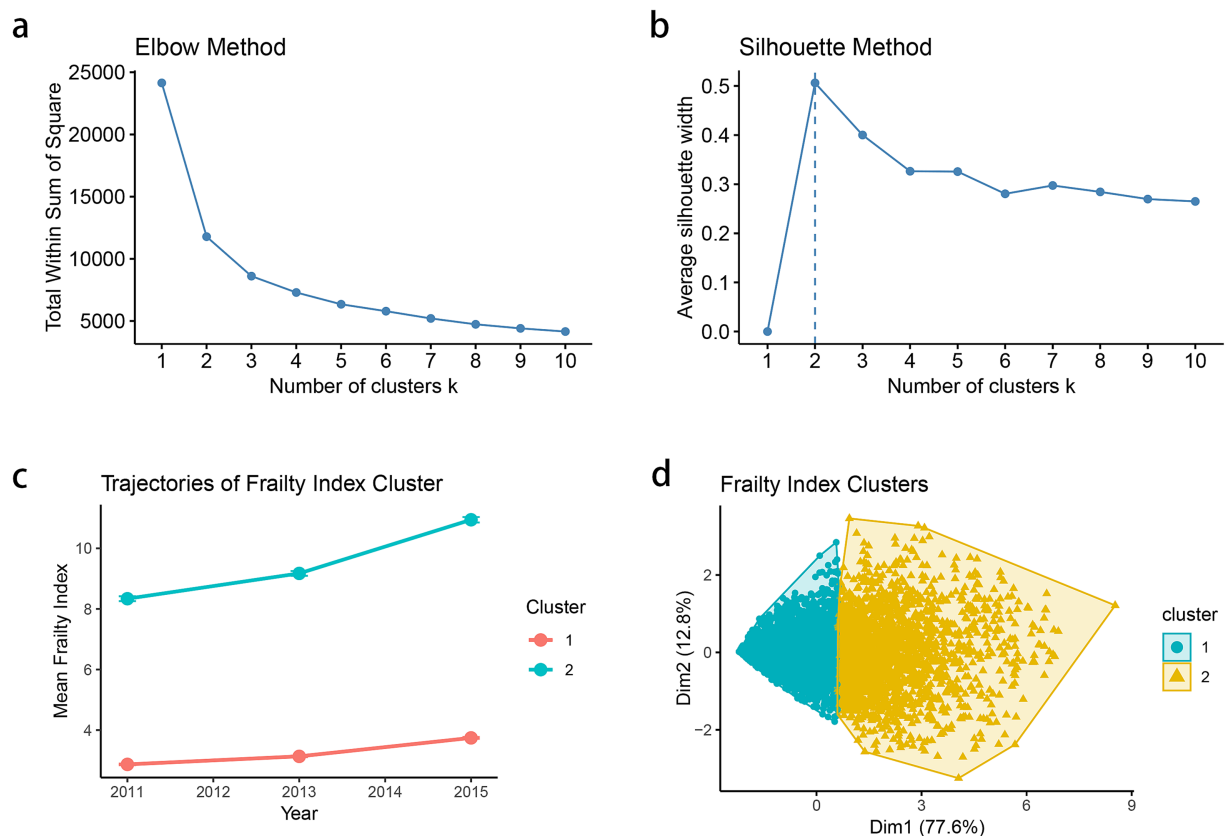 a
Elbow Method
Total Within Sum of Square
25000
20000
15000
10000
5000
1 2 3 4 5 6 7 8 9 10
Number of clusters k
b
Silhouette Method
Average silhouette width
0.5
0.4
0.3
0.2
0.1
0.0
1 2 3 4 5 6 7 8 9 10
Number of clusters k
c
Trajectories of Frailty Index Cluster
Mean Frailty Index
10
8
6
4
2011 2012 2013 2014 2015
Year
Cluster
1
2
d
Frailty Index Clusters
Dim2 (12.8%)
2
0
−2
0 3 6 9
Dim1 (77.6%)
cluster
1
2